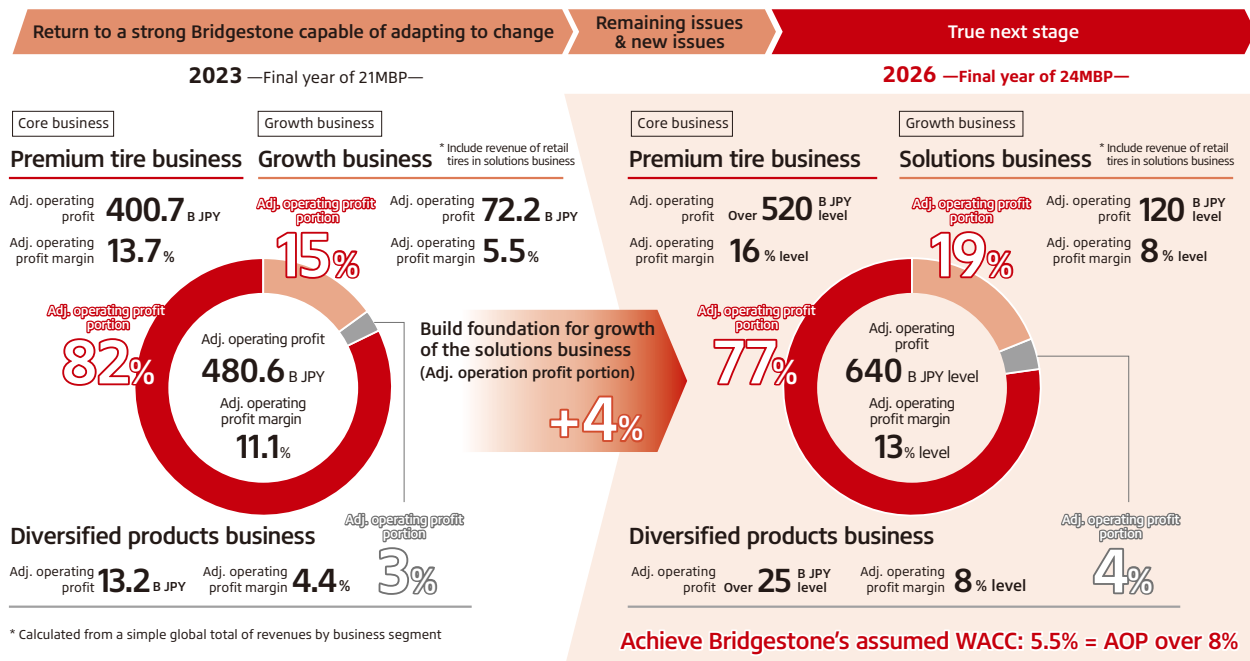 Return to a strong Bridgestone capable of adapting to change
Remaining issues
& new issues
True next stage
2023 —Final year of 21MBP—
2026 —Final year of 24MBP—
Core business
Premium tire business
Adj. operating
profit
400.7 B JPY
Adj. operating
profit margin
13.7 %
Growth business
Growth business
* Include revenue of retail
tires in solutions business
Adj. operating
profit
72.2 B JPY
Adj. operating
profit margin
5.5 %
Adj. operating profit
portion
15%
Adj. operating profit
portion
82%
Adj. operating profit
480.6 B JPY
Adj. operating
profit margin
11.1%
Diversified products business
Adj. operating
profit
13.2 B JPY
Adj. operating
profit margin
4.4 %
Adj. operating profit
portion
3%
* Calculated from a simple global total of revenues by business segment
Build foundation for growth
of the solutions business
(Adj. operation profit portion)
+4%
Core business
Premium tire business
Adj. operating
profit
Over 520 B JPY
level
Adj. operating
profit margin
16 % level
Growth business
Solutions business
* Include revenue of retail
tires in solutions business
Adj. operating
profit
120 B JPY
level
Adj. operating
profit margin
8 % level
Adj. operating profit
portion
19%
Adj. operating profit
portion
77%
Adj. operating
profit
640 B JPY level
Adj. operating
profit margin
13 % level
Diversified products business
Adj. operating
profit
Over 25 B JPY
level
Adj. operating
profit margin
8 % level
Adj. operating profit
portion
4%
Achieve Bridgestone's assumed WACC: 5.5% = AOP over 8%